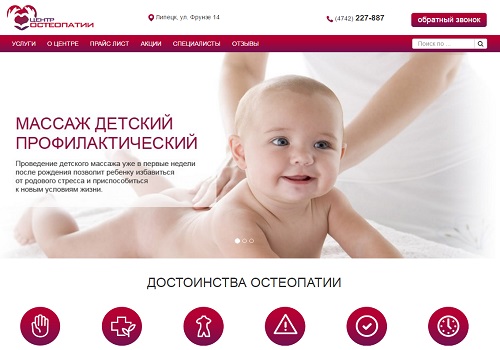 ЦЕНТР
ОСТЕОПАТИИ
Липецк, ул. Фрунзе 14
(4742) 227-887
обратный звонок
УСЛУГИ О ЦЕНТРЕ ПРАЙС ЛИСТ АКЦИИ СПЕЦИАЛИСТЫ ОТЗЫВЫ
Поиск по ...
МАССАЖ ДЕТСКИЙ
ПРОФИЛАКТИЧЕСКИЙ
Проведение детского массажа уже в первые недели
после рождения позволит ребенку избавиться
от родового стресса и приспособиться
к новым условиям жизни.
ДОСТОИНСТВА ОСТЕОПАТИИ